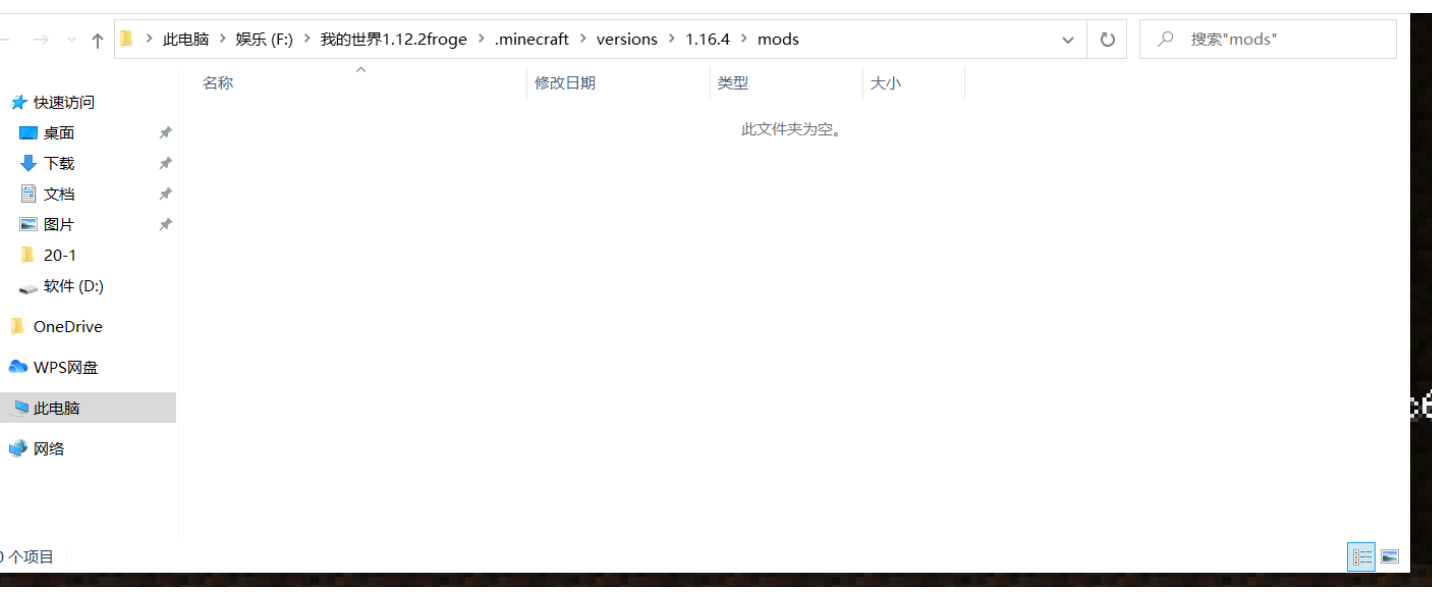 此电脑 > 娱乐 (F:) > 我的世界1.12.2froge > .minecraft > versions > 1.16.4 > mods
搜索"mods"
名称 修改日期 类型 大小
此文件夹为空。
快速访问
桌面
下载
文档
图片
20-1
软件 (D:)
OneDrive
WPS网盘
此电脑
网络
0 个项目